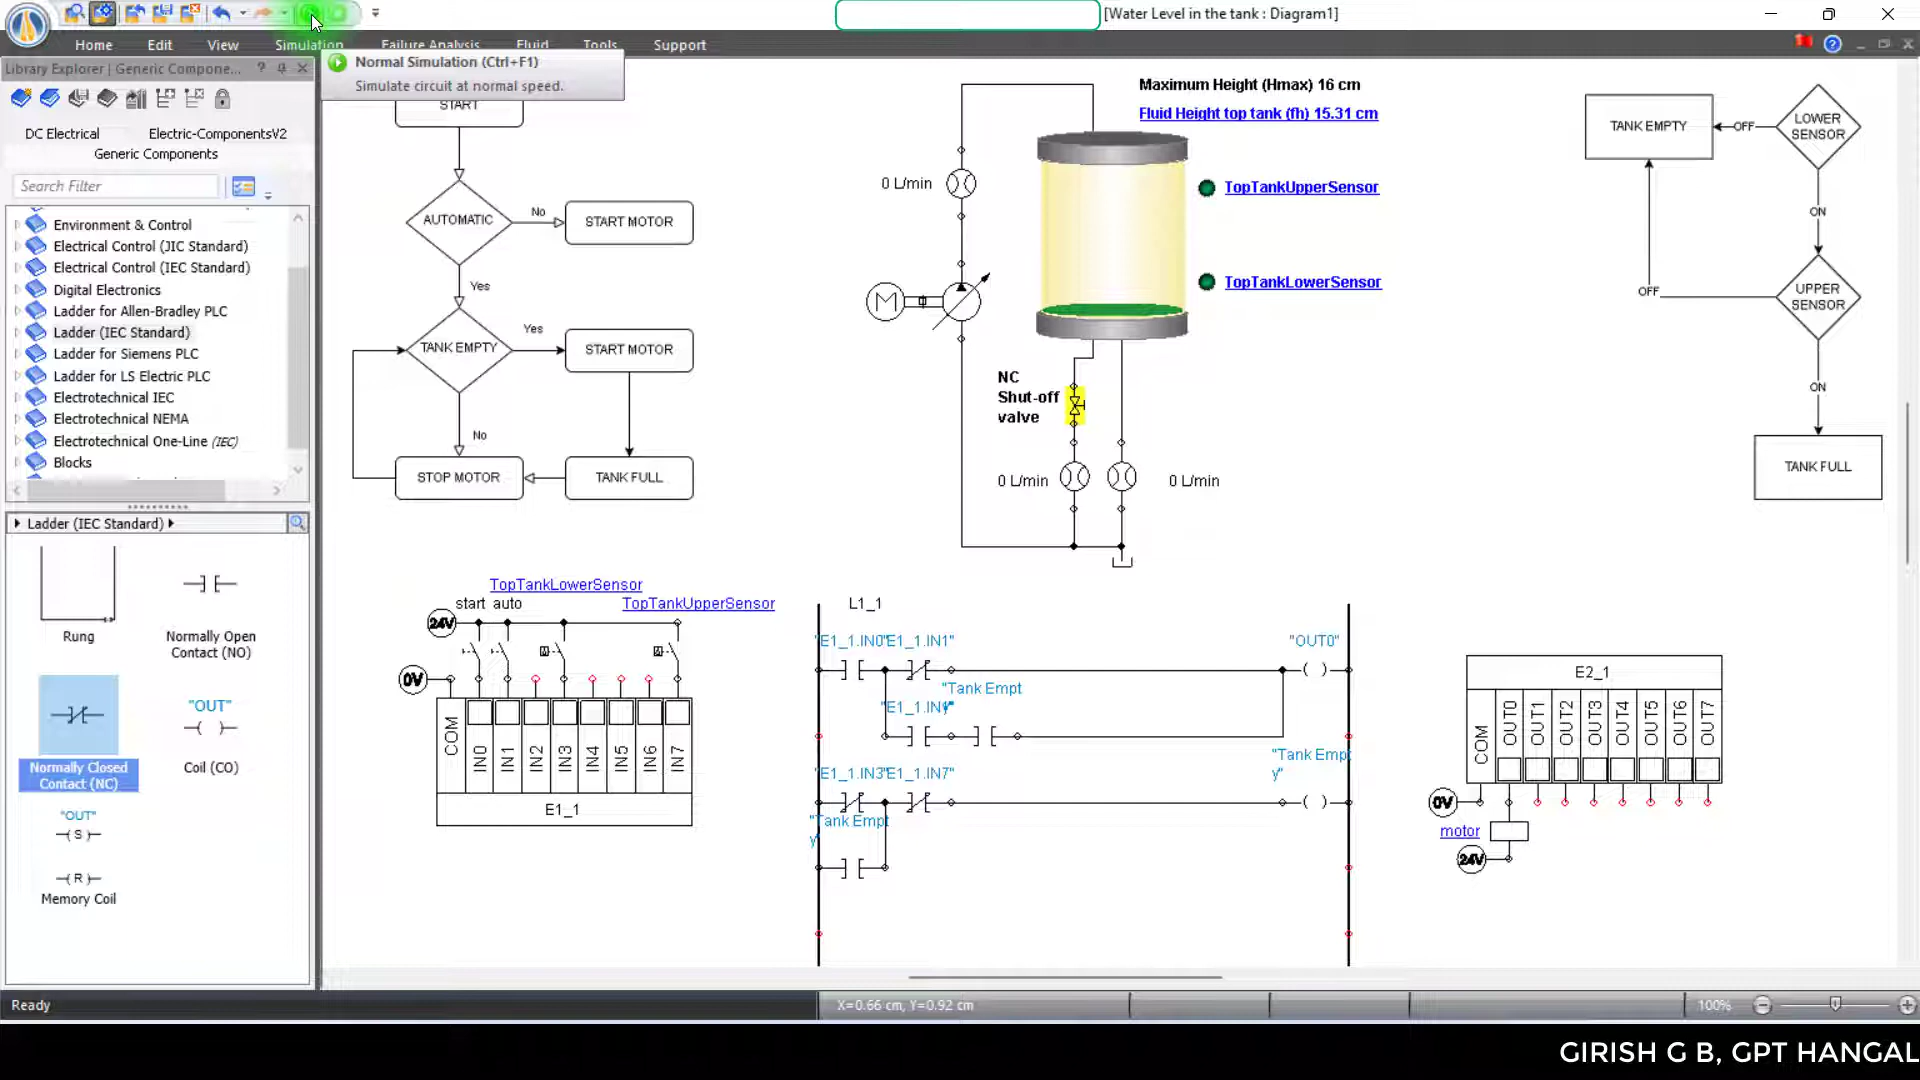 [Water Level in the tank : Diagram1]
Home Edit View Simulation Failure Analysis Fluid Tools Support
Normal Simulation (Ctrl+F1)
Simulate circuit at normal speed.
Library Explorer | Generic Compone...
DC Electrical Electric-ComponentsV2
Generic Components
Search Filter
Environment & Control
Electrical Control (JIC Standard)
Electrical Control (IEC Standard)
Digital Electronics
Ladder for Allen-Bradley PLC
Ladder (IEC Standard)
Ladder for Siemens PLC
Ladder for LS Electric PLC
Electrotechnical IEC
Electrotechnical NEMA
Electrotechnical One-Line (IEC)
Blocks
Ladder (IEC Standard)
Rung
Normally Open
Contact (NO)
Normally Closed
Contact (NC)
"OUT"
Coil (CO)
"OUT"
S
R
Memory Coil
START
AUTOMATIC
No
START MOTOR
Yes
TANK EMPTY
Yes
START MOTOR
No
STOP MOTOR
TANK FULL
Maximum Height (Hmax) 16 cm
Fluid Height top tank (fh) 15.31 cm
0 L/min
TopTankUpperSensor
TopTankLowerSensor
M
NC
Shut-off
valve
0 L/min
0 L/min
TANK EMPTY
OFF
LOWER
SENSOR
ON
OFF
UPPER
SENSOR
ON
TANK FULL
TopTankLowerSensor
start auto
TopTankUpperSensor
24V
0V
COM IN0 IN1 IN2 IN3 IN4 IN5 IN6 IN7
E1_1
L1_1
"E1_1.IN0" "E1_1.IN1"
"OUT0"
"Tank Empt
y"
"E1_1.IN1"
"Tank Empt
y"
"E1_1.IN3" "E1_1.IN7"
"Tank Empt
y"
E2_1
COM OUT0 OUT1 OUT2 OUT3 OUT4 OUT5 OUT6 OUT7
0V
motor
24V
Ready
X=0.66 cm, Y=0.92 cm
100%
GIRISH G B, GPT HANGAL